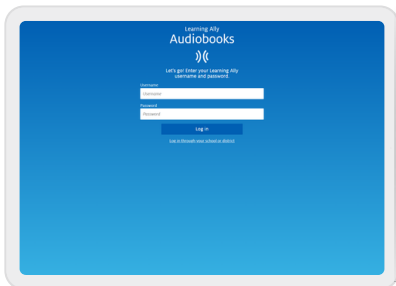 Learning Ally
Audiobooks
Let's go! Enter your Learning Ally
username and password.
Username
Username
Password
Password
Log in
Log in through your school or district